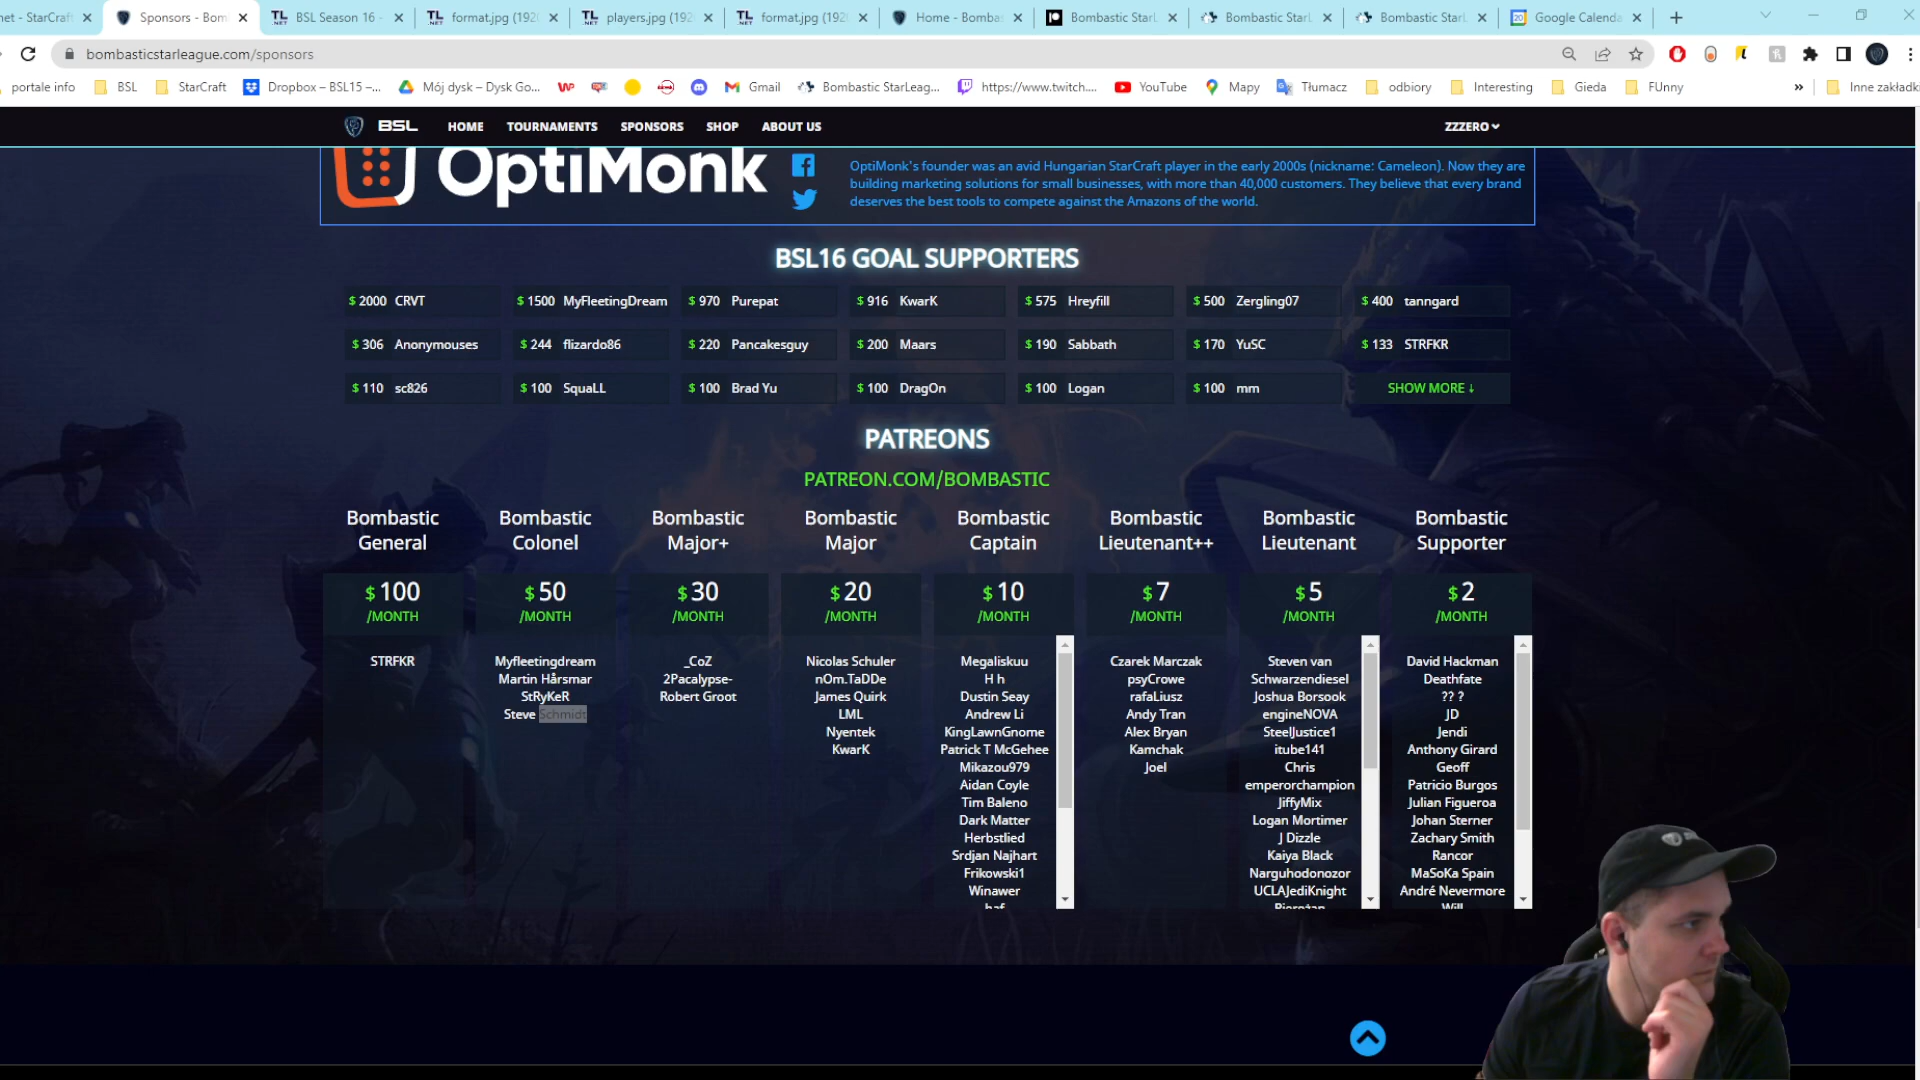 net - StarCraft
Sponsors - Bom
BSL Season 16 -
format.jpg (192
players.jpg (192
format.jpg (192
Home - Bombas
Bombastic StarL
Bombastic StarL
Bombastic StarL
Google Calenda
bombasticstarleague.com/sponsors
portale info
BSL
StarCraft
Dropbox – BSL15 –...
Mój dysk – Dysk Go...
Gmail
Bombastic StarLeag...
https://www.twitch....
YouTube
Mapy
Tłumacz
odbiory
Interesting
Gieda
FUnny
»
Inne zakładki
BSL
HOME
TOURNAMENTS
SPONSORS
SHOP
ABOUT US
ZZZERO
OptiMonk
OptiMonk's founder was an avid Hungarian StarCraft player in the early 2000s (nickname: Cameleon). Now they are
building marketing solutions for small businesses, with more than 40,000 customers. They believe that every brand
deserves the best tools to compete against the Amazons of the world.
BSL16 GOAL SUPPORTERS
$ 2000 CRVT
$ 1500 MyFleetingDream
$ 970 Purepat
$ 916 KwarK
$ 575 Hreyfill
$ 500 Zergling07
$ 400 tanngard
$ 306 Anonymouses
$ 244 flizardo86
$ 220 Pancakesguy
$ 200 Maars
$ 190 Sabbath
$ 170 YuSC
$ 133 STRFKR
$ 110 sc826
$ 100 SquaLL
$ 100 Brad Yu
$ 100 DragOn
$ 100 Logan
$ 100 mm
SHOW MORE ↓
PATREONS
PATREON.COM/BOMBASTIC
Bombastic
General
$ 100
/MONTH
STRFKR
Bombastic
Colonel
$ 50
/MONTH
Myfleetingdream
Martin Hårsmar
StRyKeR
Steve Schmidt
Bombastic
Major+
$ 30
/MONTH
_CoZ
2Pacalypse-
Robert Groot
Bombastic
Major
$ 20
/MONTH
Nicolas Schuler
nOm.TaDDe
James Quirk
LML
Nyentek
KwarK
Bombastic
Captain
$ 10
/MONTH
Megaliskuu
H h
Dustin Seay
Andrew Li
KingLawnGnome
Patrick T McGehee
Mikazou979
Aidan Coyle
Tim Baleno
Dark Matter
Herbstlied
Srdjan Najhart
Frikowski1
Winawer
Bombastic
Lieutenant++
$ 7
/MONTH
Czarek Marczak
psyCrowe
rafaLiusz
Andy Tran
Alex Bryan
Kamchak
Joel
Bombastic
Lieutenant
$ 5
/MONTH
Steven van
Schwarzendiesel
Joshua Borsook
engineNOVA
SteelJustice1
itube141
Chris
emperorchampion
JiffyMix
Logan Mortimer
J Dizzle
Kaiya Black
Narguhodonozor
UCLAJediKnight
Bombastic
Supporter
$ 2
/MONTH
David Hackman
Deathfate
?? ?
JD
Jendi
Anthony Girard
Geoff
Patricio Burgos
Julian Figueroa
Johan Sterner
Zachary Smith
Rancor
MaSoKa Spain
André Nevermore
Will